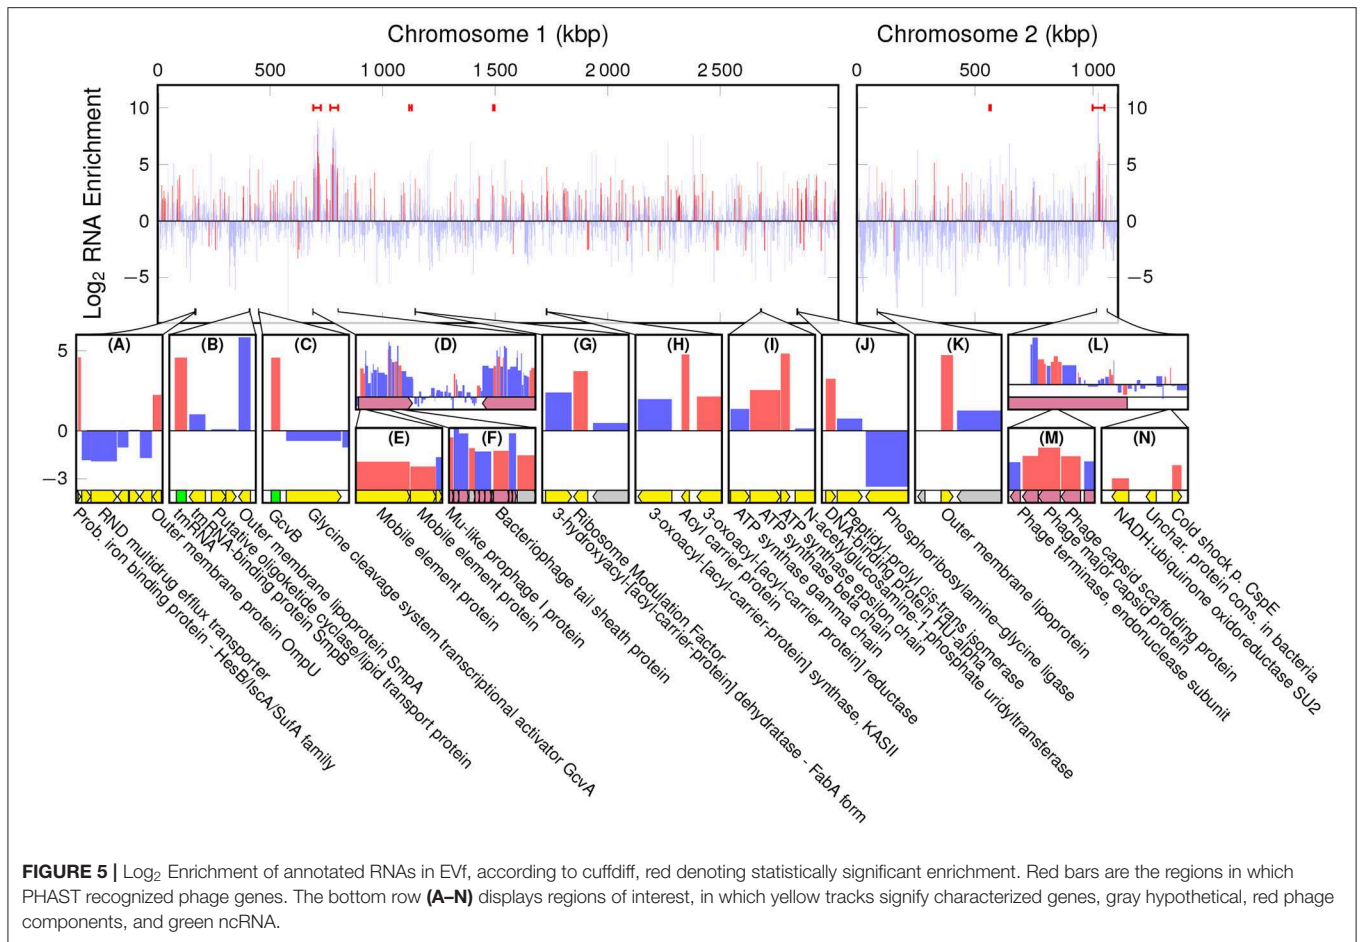 Chromosome 1 (kbp)
Chromosome 2 (kbp)
0 500 1 000 1 500 2 000 2 500
0 500 1 000
Log2 RNA Enrichment
10
5
0
−5
10
5
0
−5
5
0
−3
(A)
(B)
(C)
(D)
(G)
(H)
(I)
(J)
(K)
(L)
(E)
(F)
(M)
(N)
Prob. iron binding protein - HesB/IscA/SufA family
RND multidrug efflux transporter
Outer membrane protein OmpU
tmRNA
tmRNA-binding protein SmpB
Putative oligoketide cyclase/lipid transport protein
Outer membrane lipoprotein SmpA
GcvB
Glycine cleavage system transcriptional activator GcvA
Mobile element protein
Mobile element protein
Mu-like prophage I protein
Bacteriophage tail sheath protein
3-hydroxyacyl-[acyl-carrier-protein] dehydratase - FabA form
Ribosome Modulation Factor
3-oxoacyl-[acyl-carrier-protein] synthase, KASII
Acyl carrier protein
3-oxoacyl-[acyl-carrier protein] reductase
ATP synthase gamma chain
ATP synthase beta chain
ATP synthase epsilon chain
N-acetylglucosamine-1-phosphate uridyltransferase
DNA-binding protein HU-alpha
Peptidyl-prolyl cis-trans isomerase
Phosphoribosylamine–glycine ligase
Outer membrane lipoprotein
Phage terminase, endonuclease subunit
Phage major capsid protein
Phage capsid scaffolding protein
NADH:ubiquinone oxidoreductase SU2
Unchar. protein cons. in bacteria
Cold shock p. CspE
FIGURE 5 | Log2 Enrichment of annotated RNAs in EVf, according to cuffdiff, red denoting statistically significant enrichment. Red bars are the regions in which
PHAST recognized phage genes. The bottom row (A–N) displays regions of interest, in which yellow tracks signify characterized genes, gray hypothetical, red phage
components, and green ncRNA.